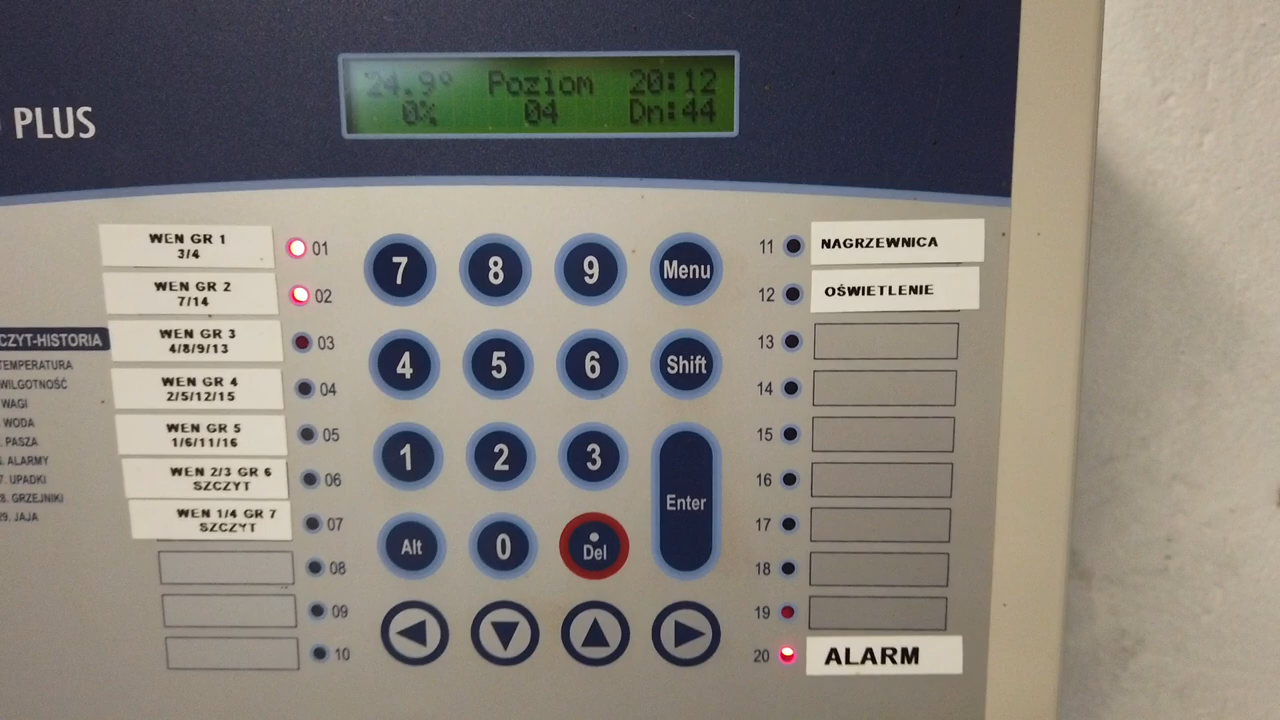 24.9° Poziom 20:12
0% 04 Dn:44
PLUS
WEN GR 1
3/4
01
WEN GR 2
7/14
02
WEN GR 3
4/8/9/13
03
WEN GR 4
2/5/12/15
04
WEN GR 5
1/6/11/16
05
WEN 2/3 GR 6
SZCZYT
06
WEN 1/4 GR 7
SZCZYT
07
08
09
10
CZYT-HISTORIA
TEMPERATURA
WILGOTNOŚĆ
WAGI
WODA
PASZA
ALARMY
7. UPADKI
8. GRZEJNIKI
29. JAJA
7 8 9 Menu
4 5 6 Shift
1 2 3
Enter
Alt 0 Del
11 NAGRZEWNICA
12 OŚWIETLENIE
13
14
15
16
17
18
19
20 ALARM